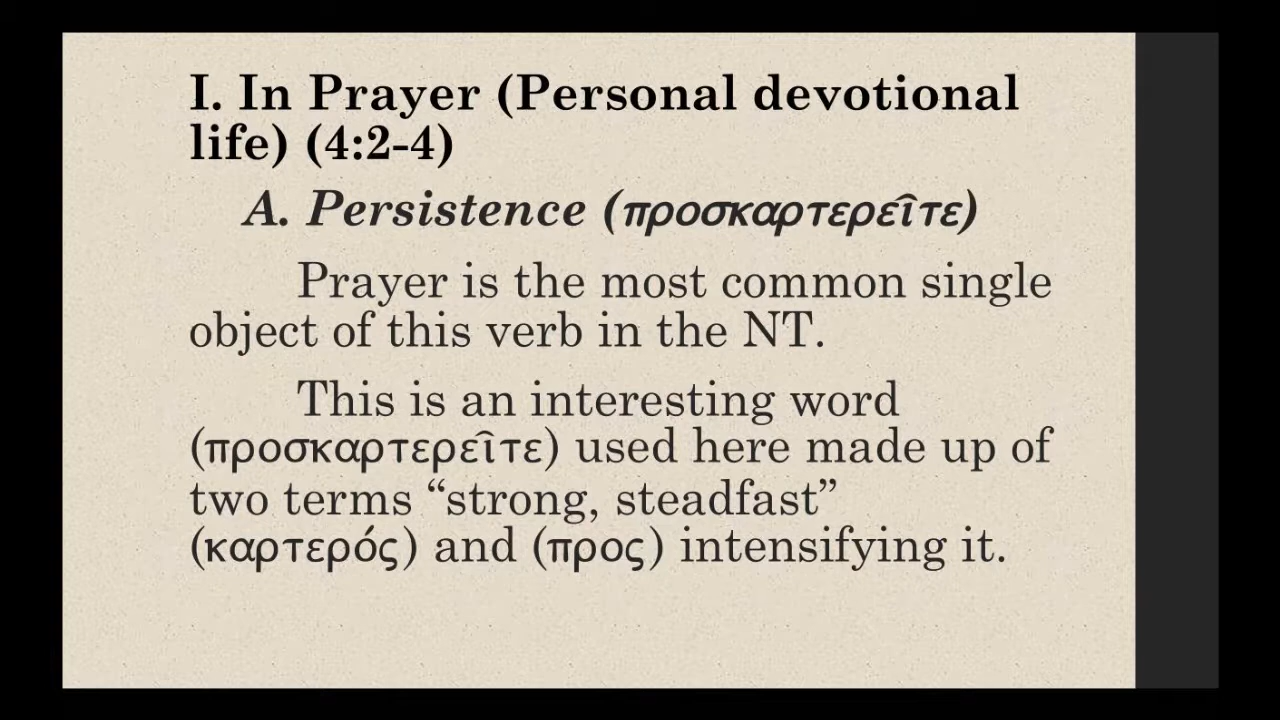 I. In Prayer (Personal devotional
life) (4:2-4)
A. Persistence (προσκαρτερεῖτε)
Prayer is the most common single
object of this verb in the NT.
This is an interesting word
(προσκαρτερεῖτε) used here made up of
two terms “strong, steadfast”
(καρτερός) and (προς) intensifying it.